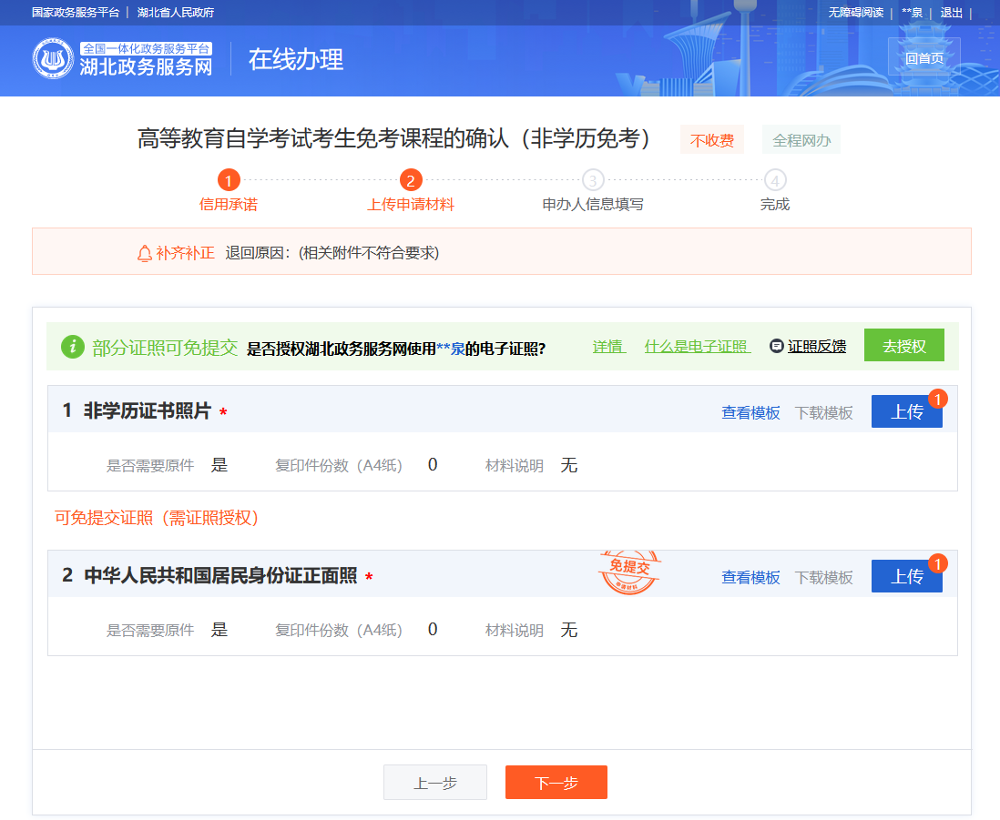 国家政务服务平台 | 湖北省人民政府 无障碍阅读 | **泉 | 退出 |
全国一体化政务服务平台
湖北政务服务网
在线办理
回首页
高等教育自学考试考生免考课程的确认（非学历免考） 不收费 全程网办
1 2 3 4
信用承诺 上传申请材料 申办人信息填写 完成
补齐补正 退回原因：(相关附件不符合要求)
部分证照可免提交 是否授权湖北政务服务网使用**泉的电子证照? 详情 什么是电子证照 证照反馈 去授权
1 非学历证书照片 * 查看模板 下载模板 上传 1
是否需要原件 是 复印件份数（A4纸） 0 材料说明 无
可免提交证照（需证照授权）
2 中华人民共和国居民身份证正面照 * 免提交 查看模板 下载模板 上传 1
是否需要原件 是 复印件份数（A4纸） 0 材料说明 无
上一步 下一步